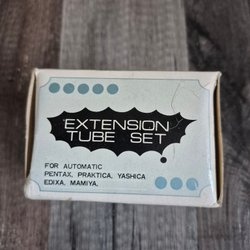 EXTENSION
TUBE SET
FOR AUTOMATIC
PENTAX, PRAKTICA, YASHICA
EDIXA, MAMIYA,